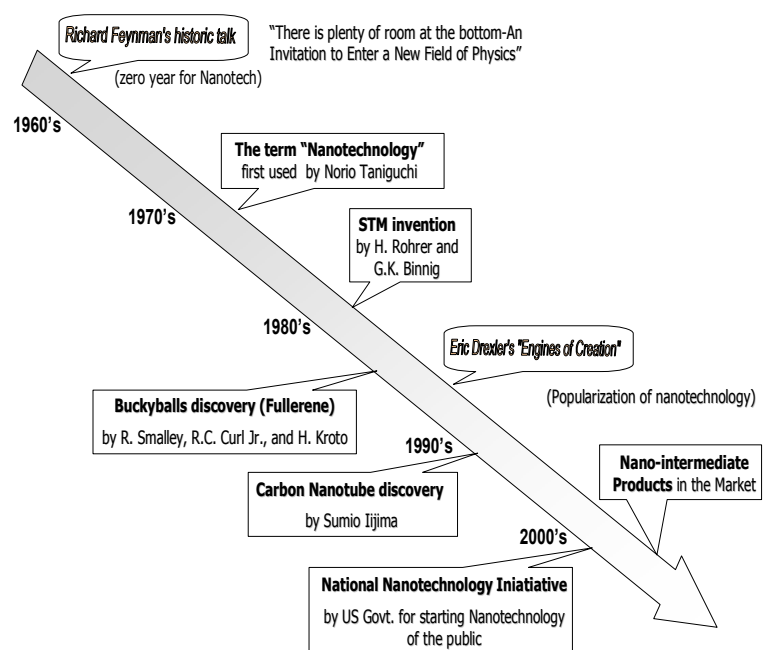 Richard Feynman's historic talk
“There is plenty of room at the bottom-An
Invitation to Enter a New Field of Physics”
(zero year for Nanotech)
1960’s
The term “Nanotechnology”
first used by Norio Taniguchi
1970’s
STM invention
by H. Rohrer and
G.K. Binnig
1980’s
Eric Drexler's "Engines of Creation"
(Popularization of nanotechnology)
Buckyballs discovery (Fullerene)
by R. Smalley, R.C. Curl Jr., and H. Kroto
1990’s
Nano-intermediate
Products in the Market
Carbon Nanotube discovery
by Sumio Iijima
2000’s
National Nanotechnology Iniatiative
by US Govt. for starting Nanotechnology
of the public